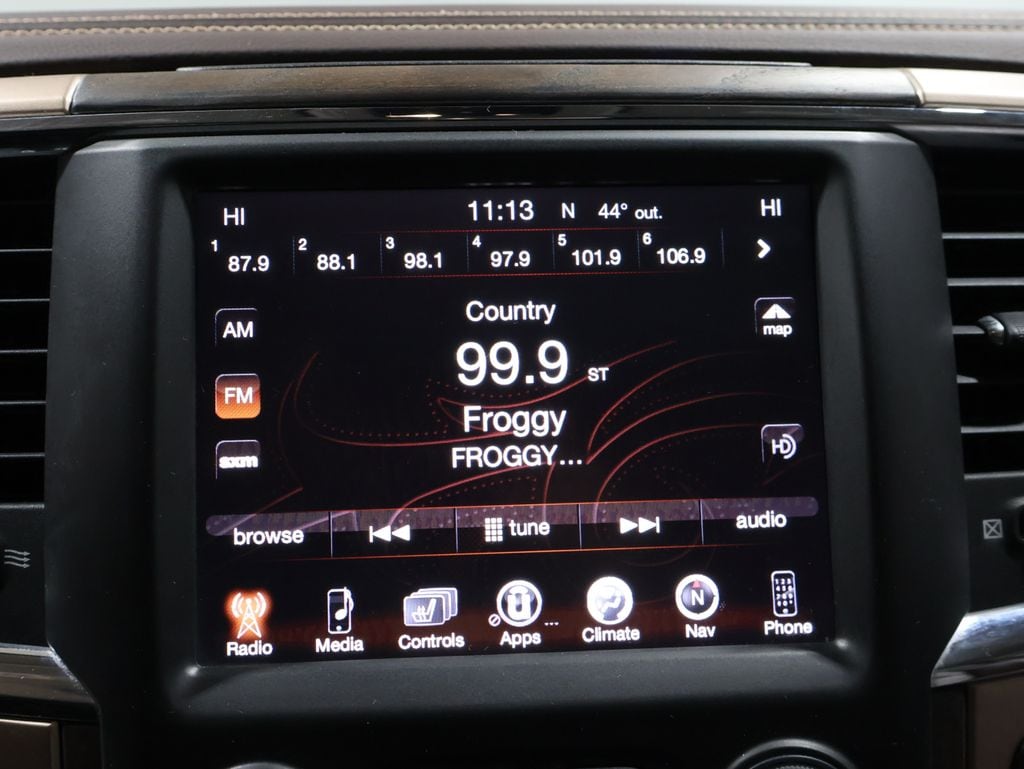 HI 11:13 N 44° out. HI
1 87.9 2 88.1 3 98.1 4 97.9 5 101.9 6 106.9
Country
AM
map
99.9 ST
FM
Froggy
HD
FROGGY...
sxm
browse tune audio
Radio Media Controls Apps ... Climate Nav Phone